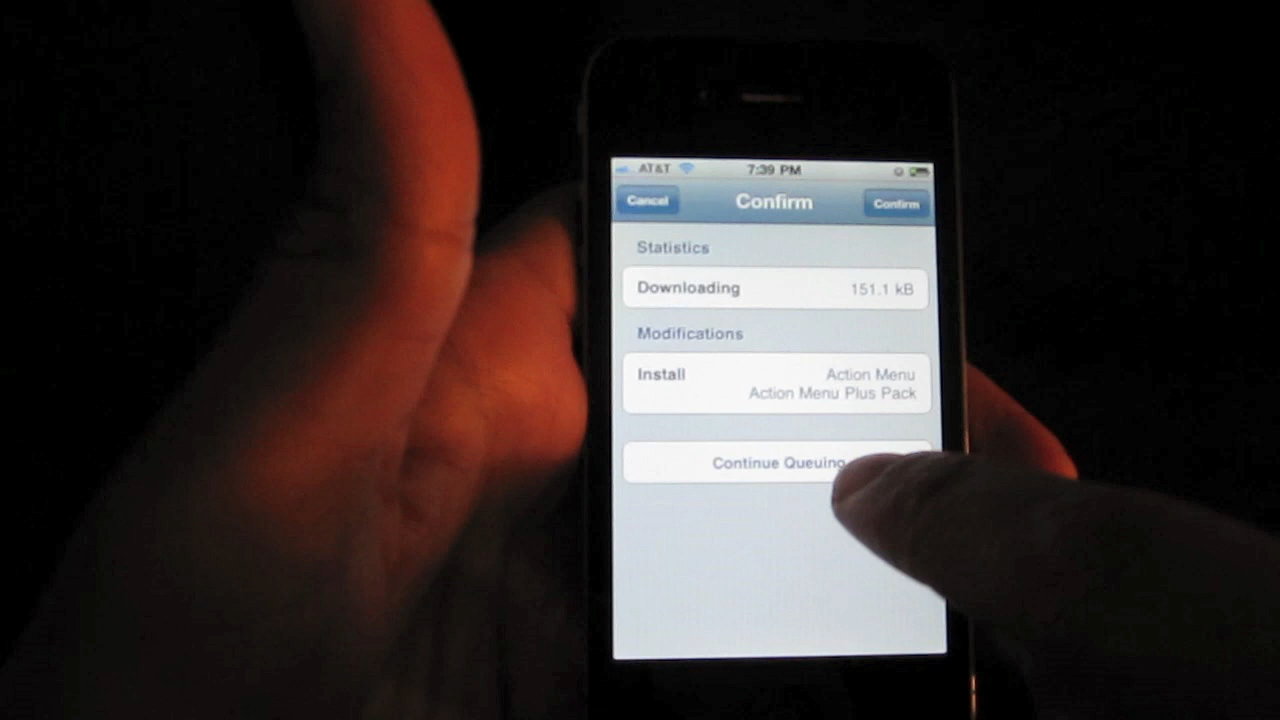 AT&T 7:39 PM
Cancel Confirm Confirm
Statistics
Downloading 151.1 kB
Modifications
Install Action Menu
Action Menu Plus Pack
Continue Queuing